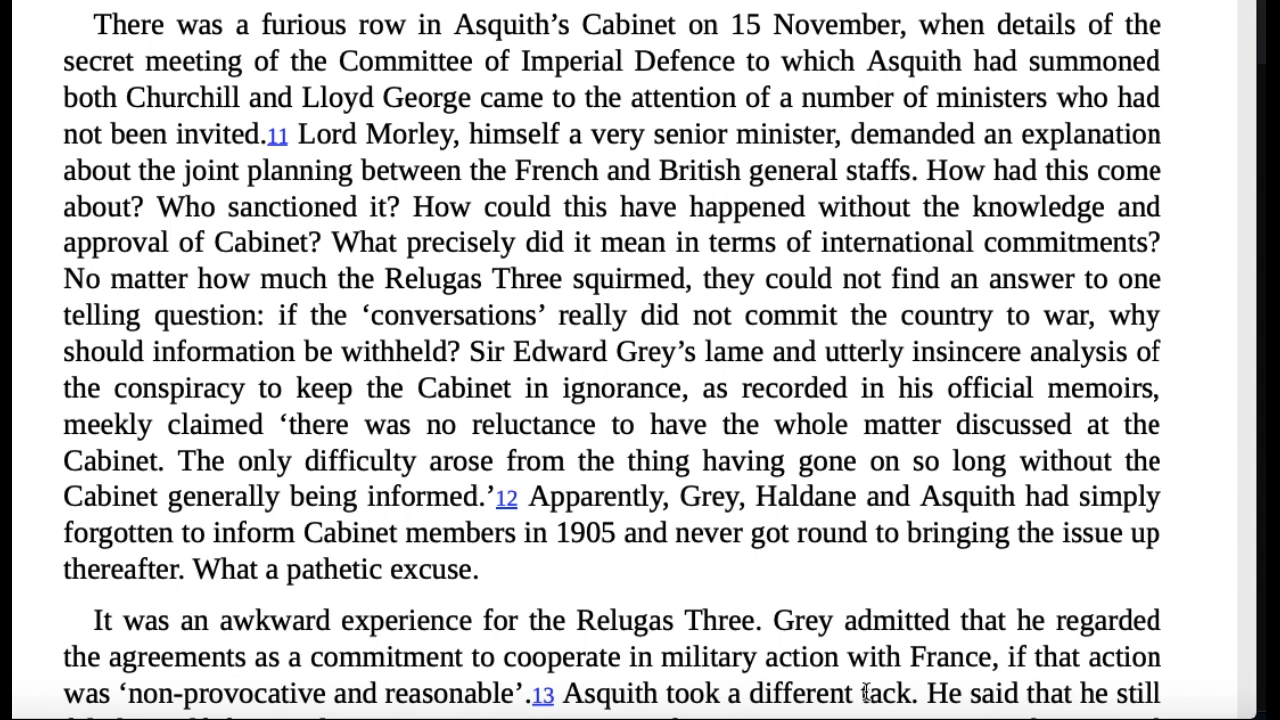 There was a furious row in Asquith’s Cabinet on 15 November, when details of the
secret meeting of the Committee of Imperial Defence to which Asquith had summoned
both Churchill and Lloyd George came to the attention of a number of ministers who had
not been invited.11 Lord Morley, himself a very senior minister, demanded an explanation
about the joint planning between the French and British general staffs. How had this come
about? Who sanctioned it? How could this have happened without the knowledge and
approval of Cabinet? What precisely did it mean in terms of international commitments?
No matter how much the Relugas Three squirmed, they could not find an answer to one
telling question: if the ‘conversations’ really did not commit the country to war, why
should information be withheld? Sir Edward Grey’s lame and utterly insincere analysis of
the conspiracy to keep the Cabinet in ignorance, as recorded in his official memoirs,
meekly claimed ‘there was no reluctance to have the whole matter discussed at the
Cabinet. The only difficulty arose from the thing having gone on so long without the
Cabinet generally being informed.’12 Apparently, Grey, Haldane and Asquith had simply
forgotten to inform Cabinet members in 1905 and never got round to bringing the issue up
thereafter. What a pathetic excuse.
It was an awkward experience for the Relugas Three. Grey admitted that he regarded
the agreements as a commitment to cooperate in military action with France, if that action
was ‘non-provocative and reasonable’.13 Asquith took a different tack. He said that he still